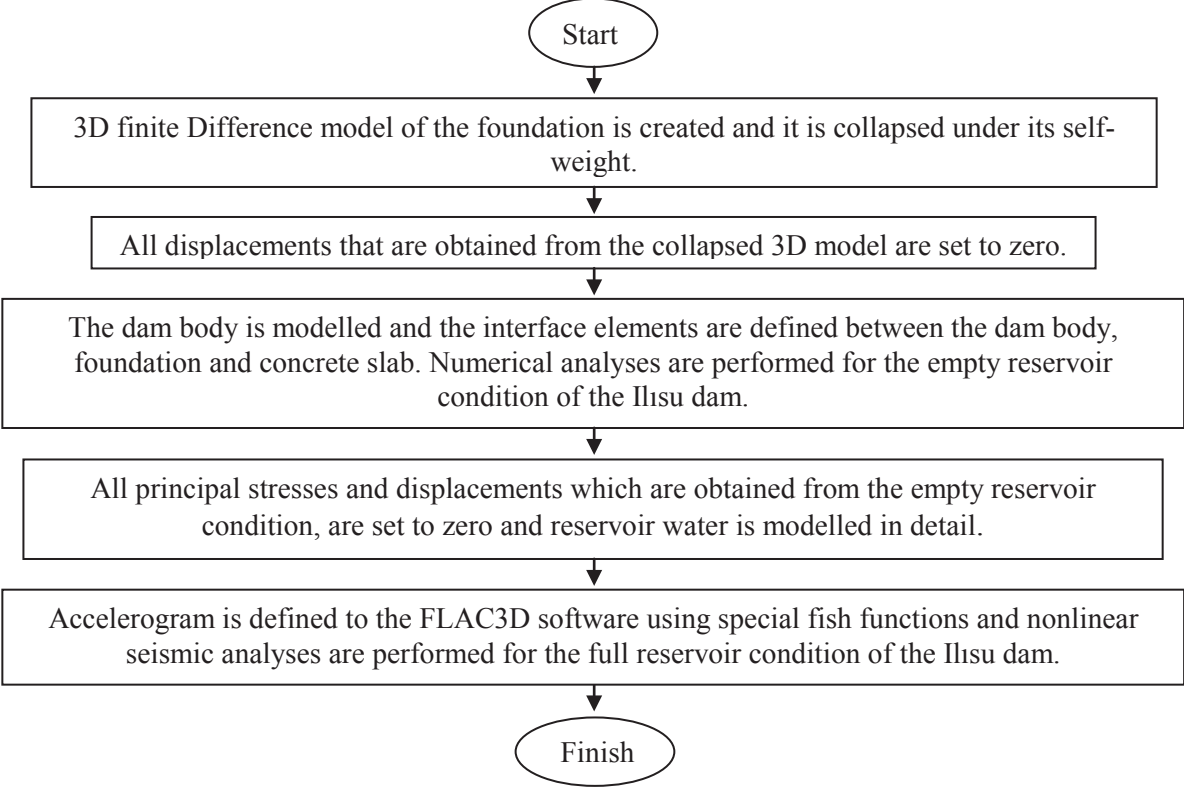 Start
3D finite Difference model of the foundation is created and it is collapsed under its self-
weight.
All displacements that are obtained from the collapsed 3D model are set to zero.
The dam body is modelled and the interface elements are defined between the dam body,
foundation and concrete slab. Numerical analyses are performed for the empty reservoir
condition of the Ilısu dam.
All principal stresses and displacements which are obtained from the empty reservoir
condition, are set to zero and reservoir water is modelled in detail.
Accelerogram is defined to the FLAC3D software using special fish functions and nonlinear
seismic analyses are performed for the full reservoir condition of the Ilısu dam.
Finish